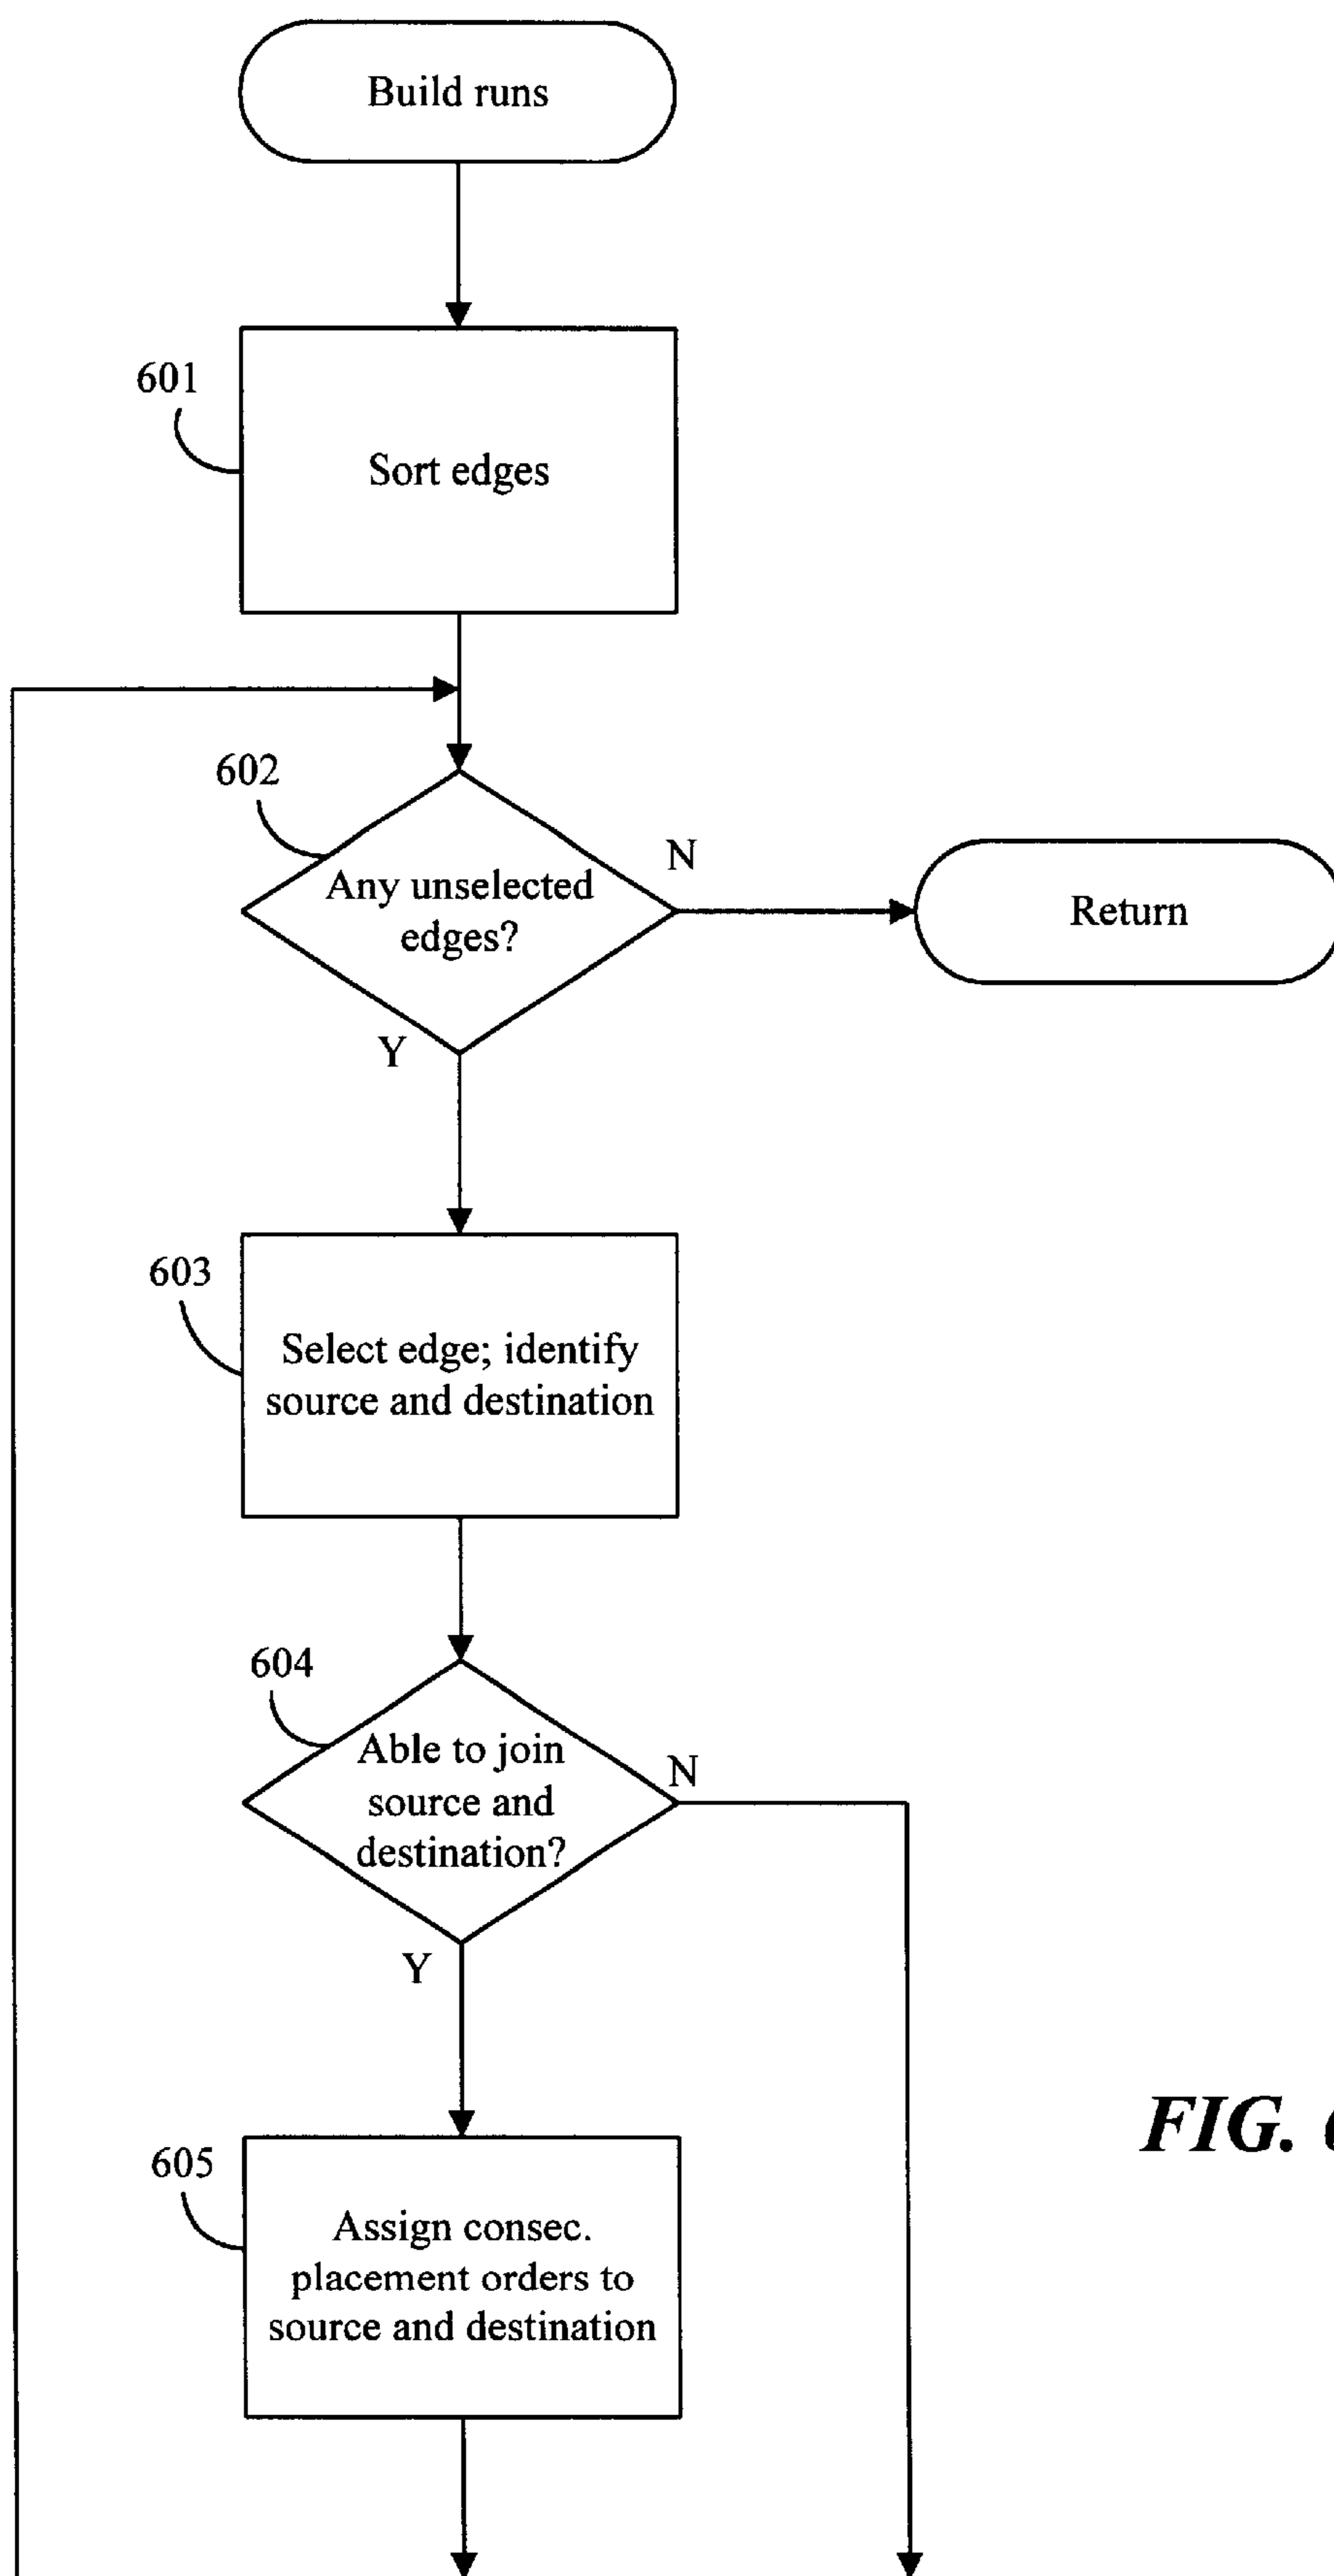 Build runs
601
Sort edges
602
Any unselected
edges?
N
Return
Y
603
Select edge; identify
source and destination
604
Able to join
source and
destination?
N
Y
605
Assign consec.
placement orders to
source and destination
FIG.